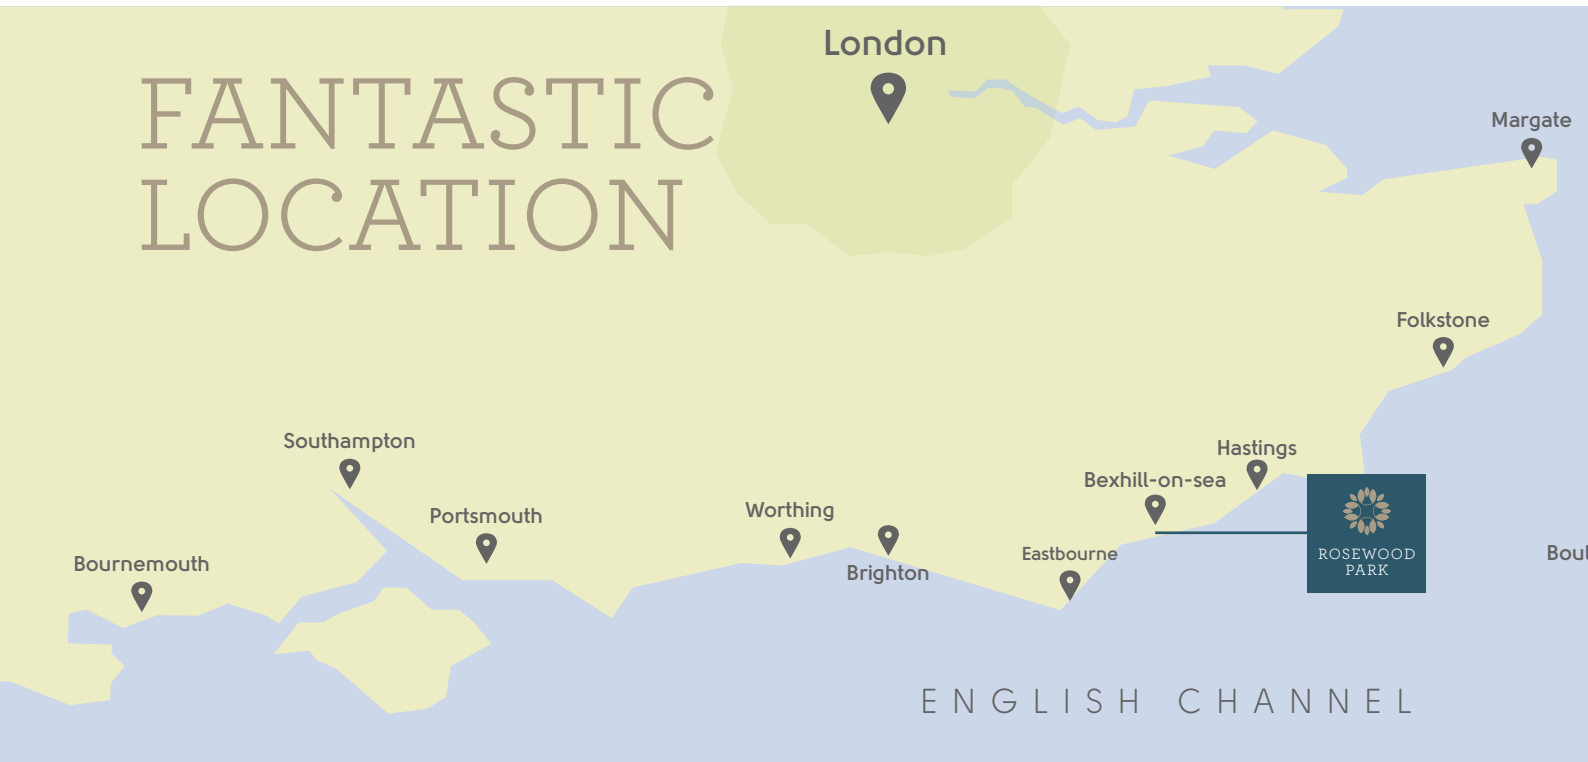 London
FANTASTIC
LOCATION
Margate
Folkstone
Southampton
Hastings
Bexhill-on-sea
Portsmouth
Worthing
Eastbourne
ROSEWOOD
PARK
Bournemouth
Brighton
Boul
ENGLISH CHANNEL